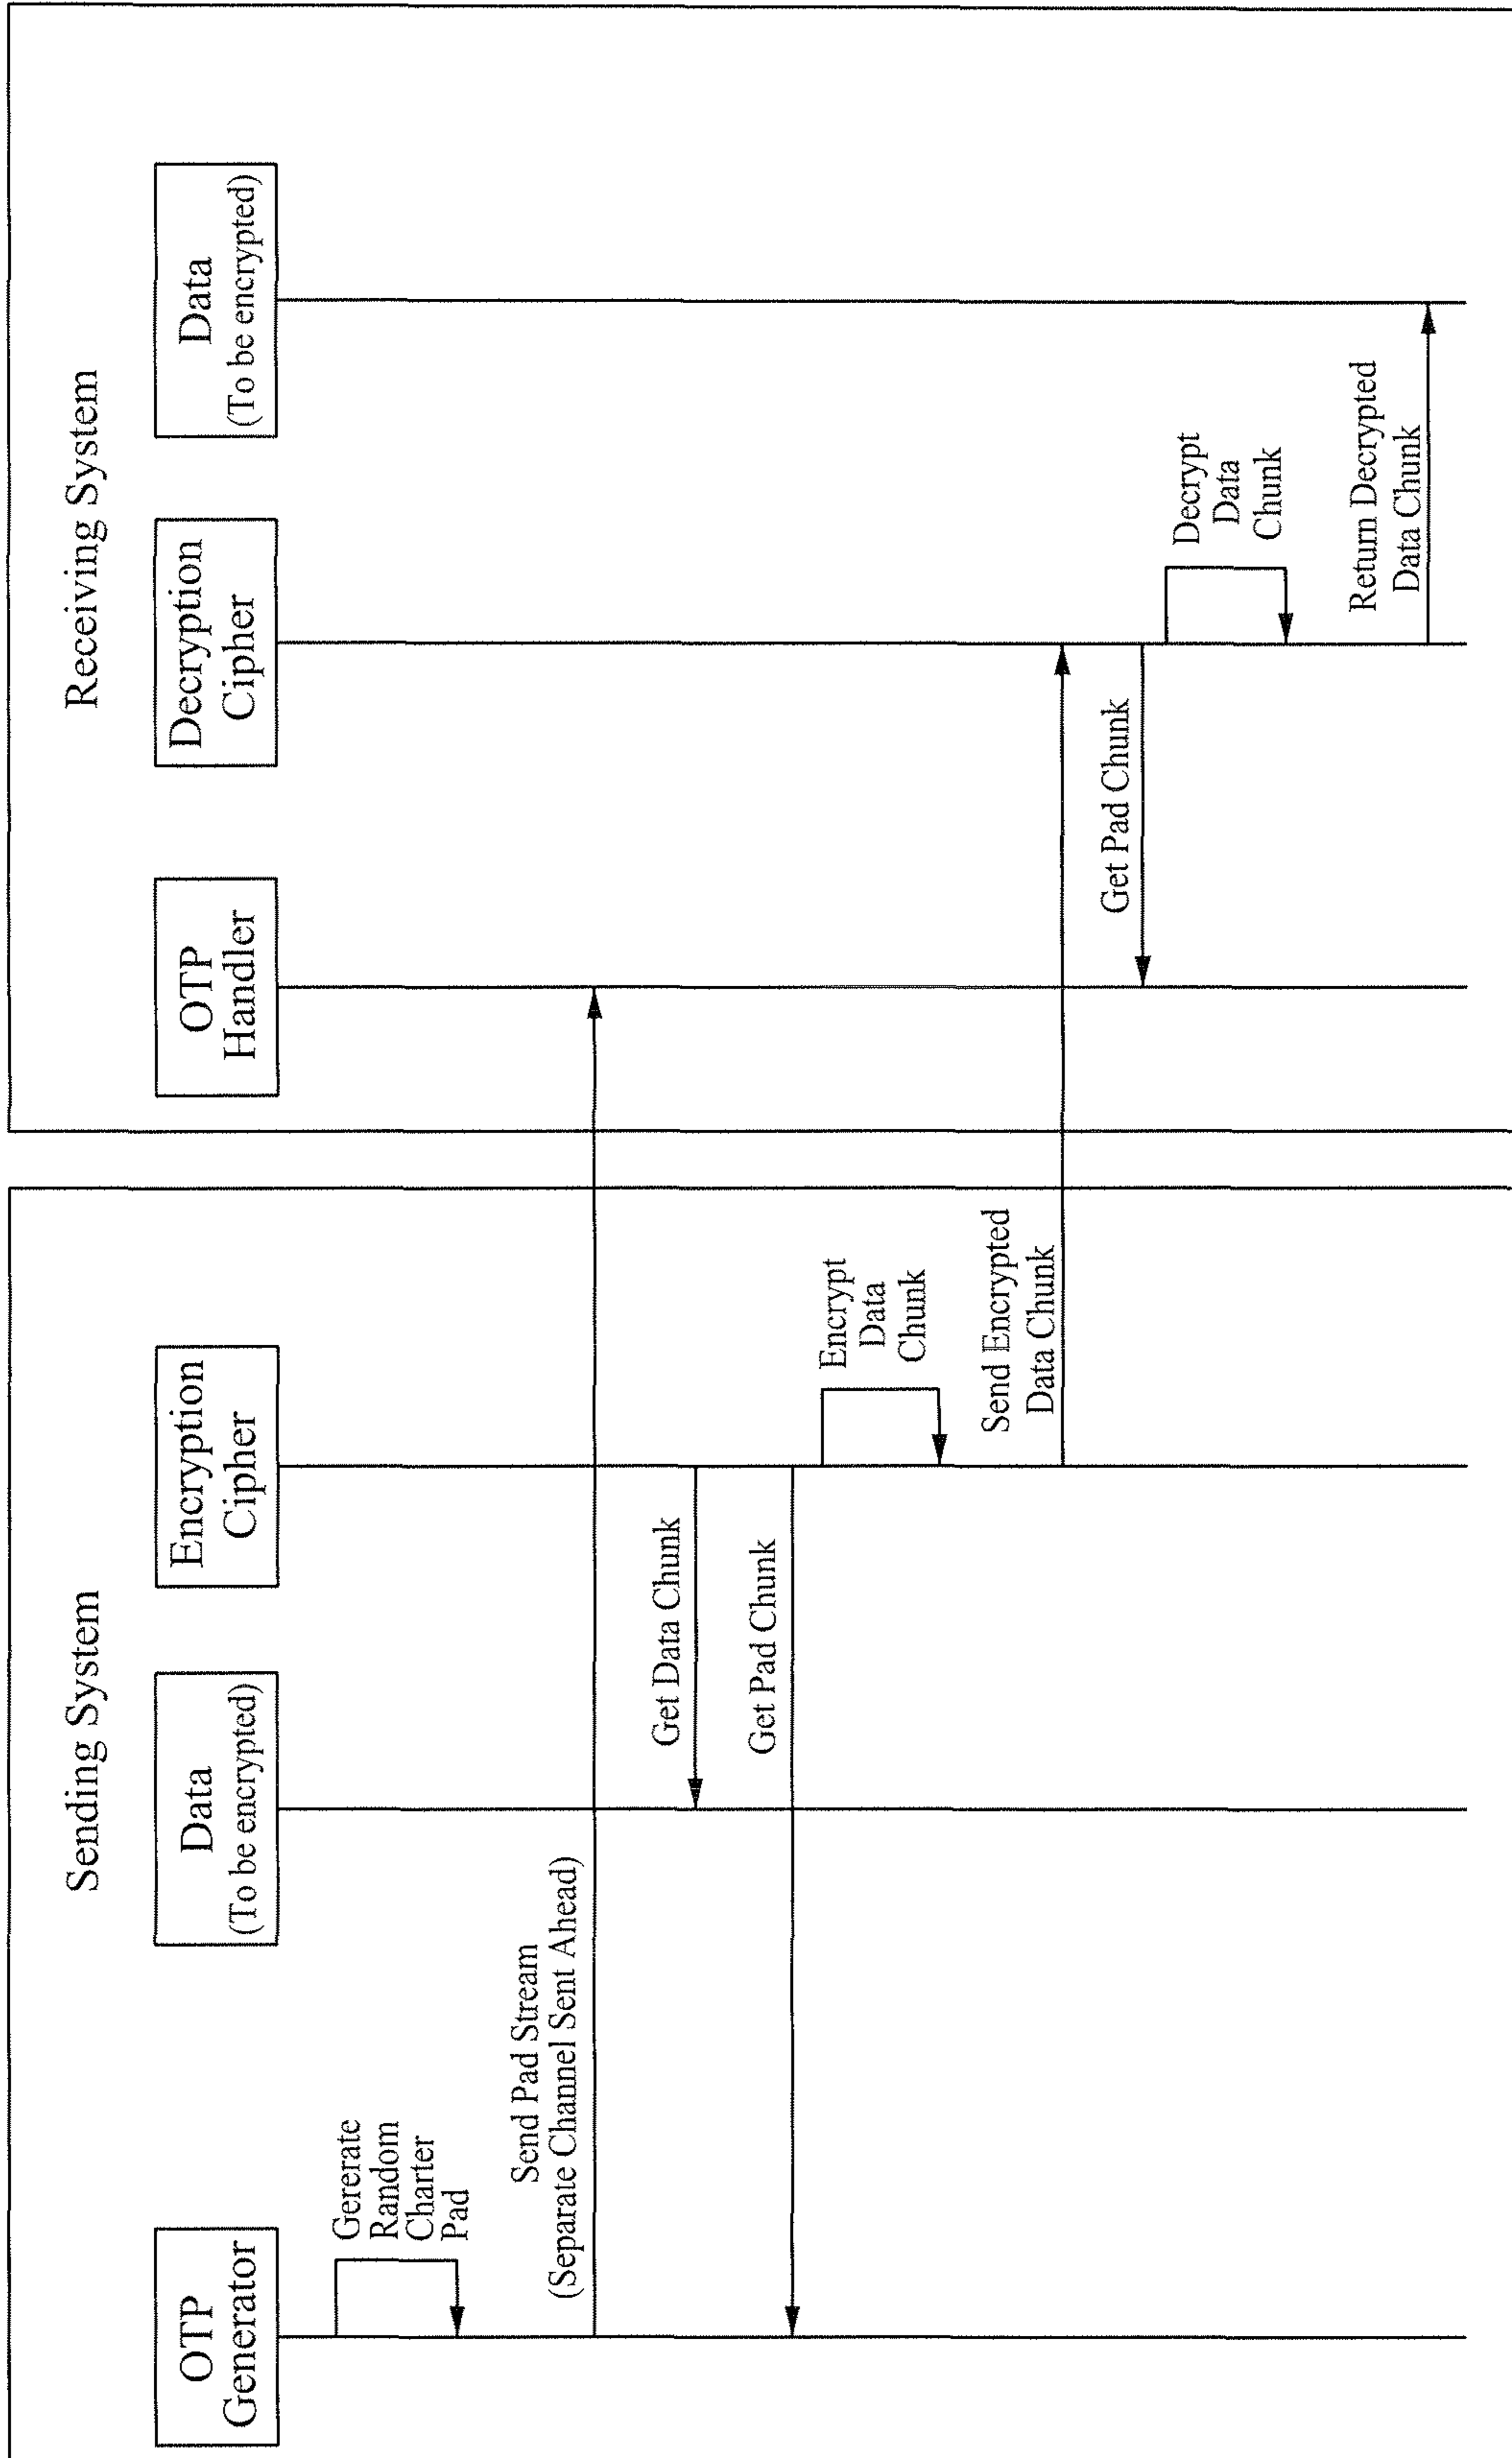 Sending System
OTP
Generator
Data
(To be encrypted)
Encryption
Cipher
Gererate
Random
Charter
Pad
Send Pad Stream
(Separate Channel Sent Ahead)
Get Data Chunk
Get Pad Chunk
Encrypt
Data
Chunk
Send Encrypted
Data Chunk
Receiving System
OTP
Handler
Decryption
Cipher
Data
(To be encrypted)
Get Pad Chunk
Decrypt
Data
Chunk
Return Decrypted
Data Chunk